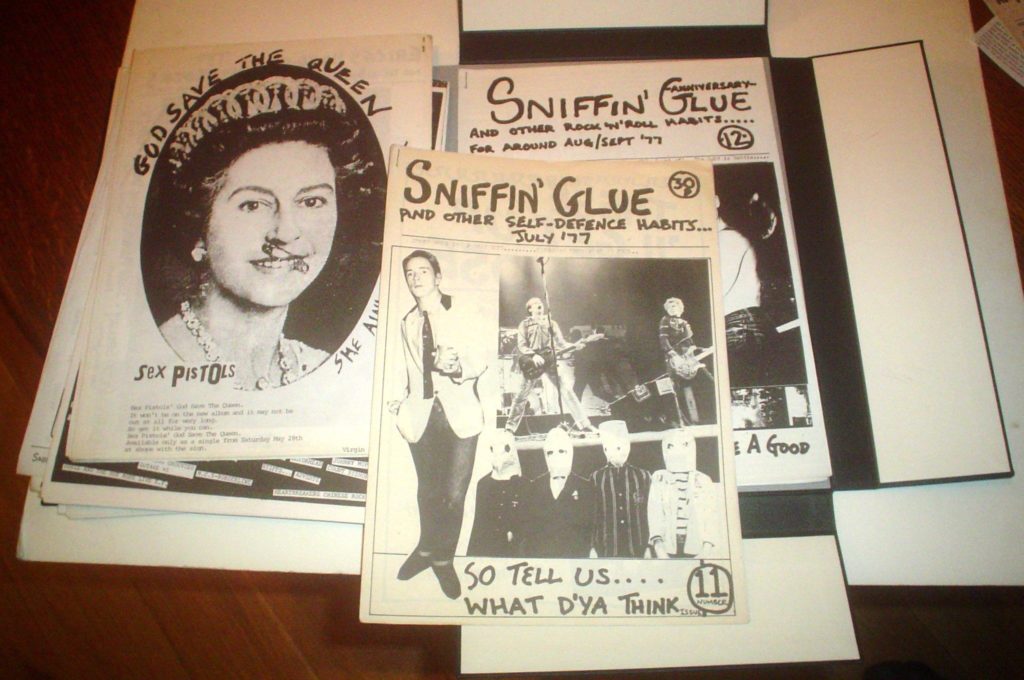 GOD SAVE THE QUEEN
SHE AIN
SEX PISTOLS
Sex Pistols' God Save The Queen.
It won't be on the new album and it may not be
out at all for very long.
So get it while you can.
Sex Pistols' God Save The Queen.
Available only as a single from Saturday May 28th
at shops with the sign.
Virgin
SNIFFIN' GLUE
ANNIVERSARY
AND OTHER ROCK 'N' ROLL HABITS.....
FOR AROUND AUG/SEPT '77
12
E A GOOD
SNIFFIN' GLUE
30p
AND OTHER SELF-DEFENCE HABITS...
JULY '77
SO TELL US....
WHAT D'YA THINK
ISSUE
11
NUMBER